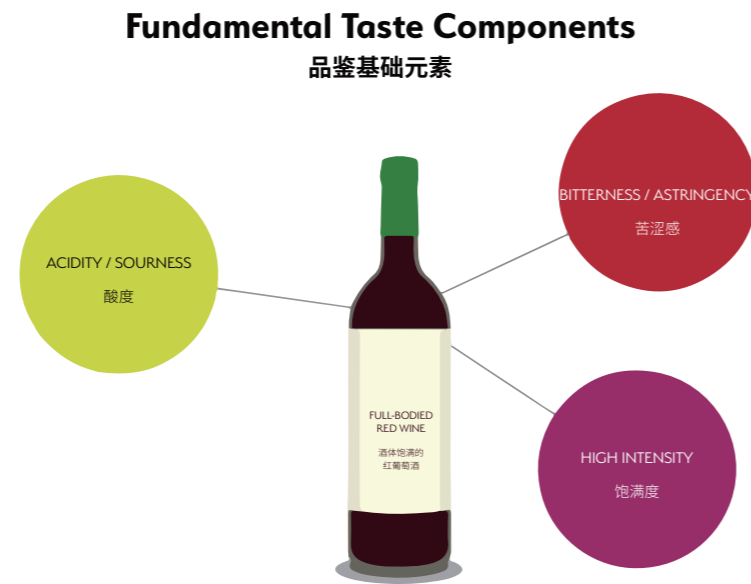 Fundamental Taste Components
品鉴基础元素
BITTERNESS / ASTRINGENCY
苦涩感
ACIDITY / SOURNESS
酸度
FULL-BODIED
RED WINE
酒体饱满的
红葡萄酒
HIGH INTENSITY
饱满度